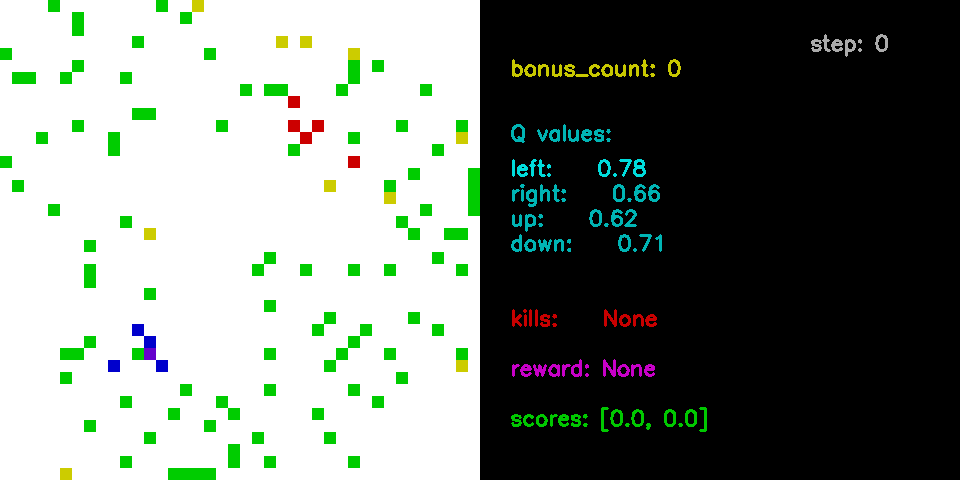 step: 0
bonus_count: 0
Q values:
left: 0.78
right: 0.66
up: 0.62
down: 0.71
kills: None
reward: None
scores: [0.0, 0.0]